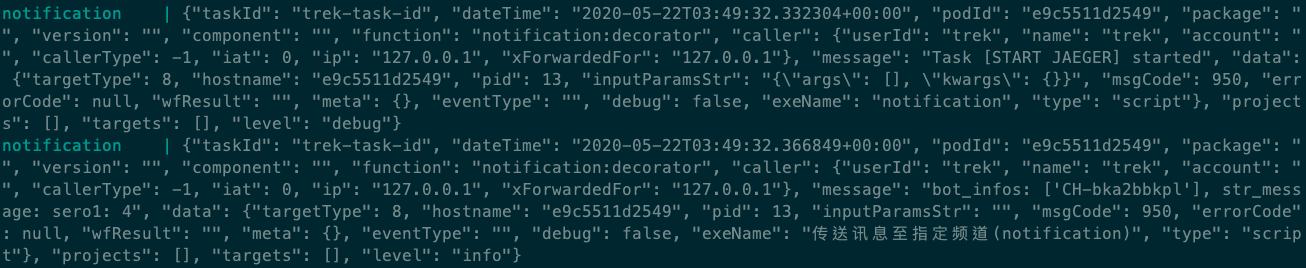 notification   | {"taskId": "trek-task-id", "dateTime": "2020-05-22T03:49:32.332304+00:00", "podId": "e9c5511d2549", "package": "
", "version": "", "component": "", "function": "notification:decorator", "caller": {"userId": "trek", "name": "trek", "account": "
", "callerType": -1, "iat": 0, "ip": "127.0.0.1", "xForwardedFor": "127.0.0.1"}, "message": "Task [START JAEGER] started", "data":
 {"targetType": 8, "hostname": "e9c5511d2549", "pid": 13, "inputParamsStr": "{\"args\": [], \"kwargs\": {}}", "msgCode": 950, "err
orCode": null, "wfResult": "", "meta": {}, "eventType": "", "debug": false, "exeName": "notification", "type": "script"}, "project
s": [], "targets": [], "level": "debug"}
notification   | {"taskId": "trek-task-id", "dateTime": "2020-05-22T03:49:32.366849+00:00", "podId": "e9c5511d2549", "package": "
", "version": "", "component": "", "function": "notification:decorator", "caller": {"userId": "trek", "name": "trek", "account": "
", "callerType": -1, "iat": 0, "ip": "127.0.0.1", "xForwardedFor": "127.0.0.1"}, "message": "bot_infos: ['CH-bka2bbkpl'], str_mess
age: sero1: 4", "data": {"targetType": 8, "hostname": "e9c5511d2549", "pid": 13, "inputParamsStr": "", "msgCode": 950, "errorCode"
: null, "wfResult": "", "meta": {}, "eventType": "", "debug": false, "exeName": "传送讯息至指定频道(notification)", "type": "scrip
t"}, "projects": [], "targets": [], "level": "info"}